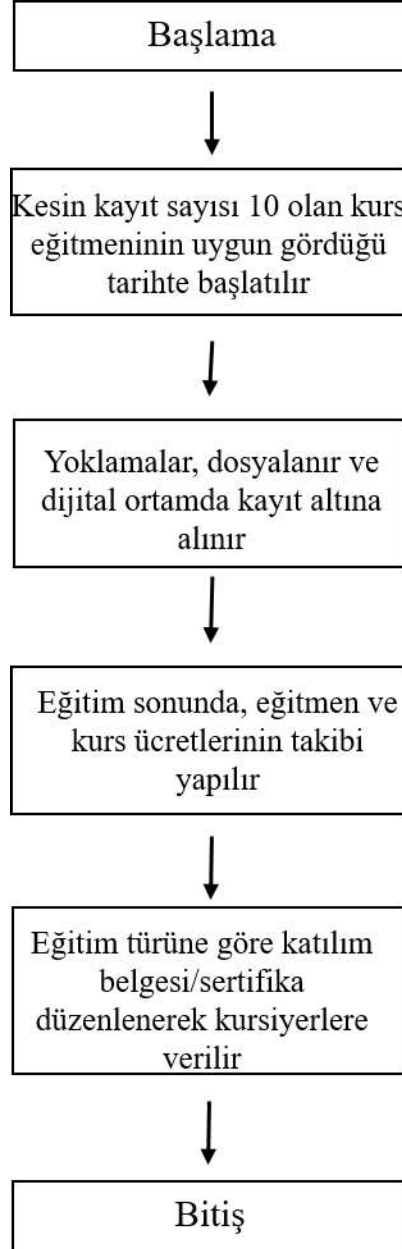 Başlama
Kesin kayıt sayısı 10 olan kurs
eğitmeninin uygun gördüğü
tarihte başlatılır
Yoklamalar, dosyalanır ve
dijital ortamda kayıt altına
alınır
Eğitim sonunda, eğitmen ve
kurs ücretlerinin takibi
yapılır
Eğitim türüne göre katılım
belgesi/sertifika
düzenlenerek kursiyerlere
verilir
Bitiş